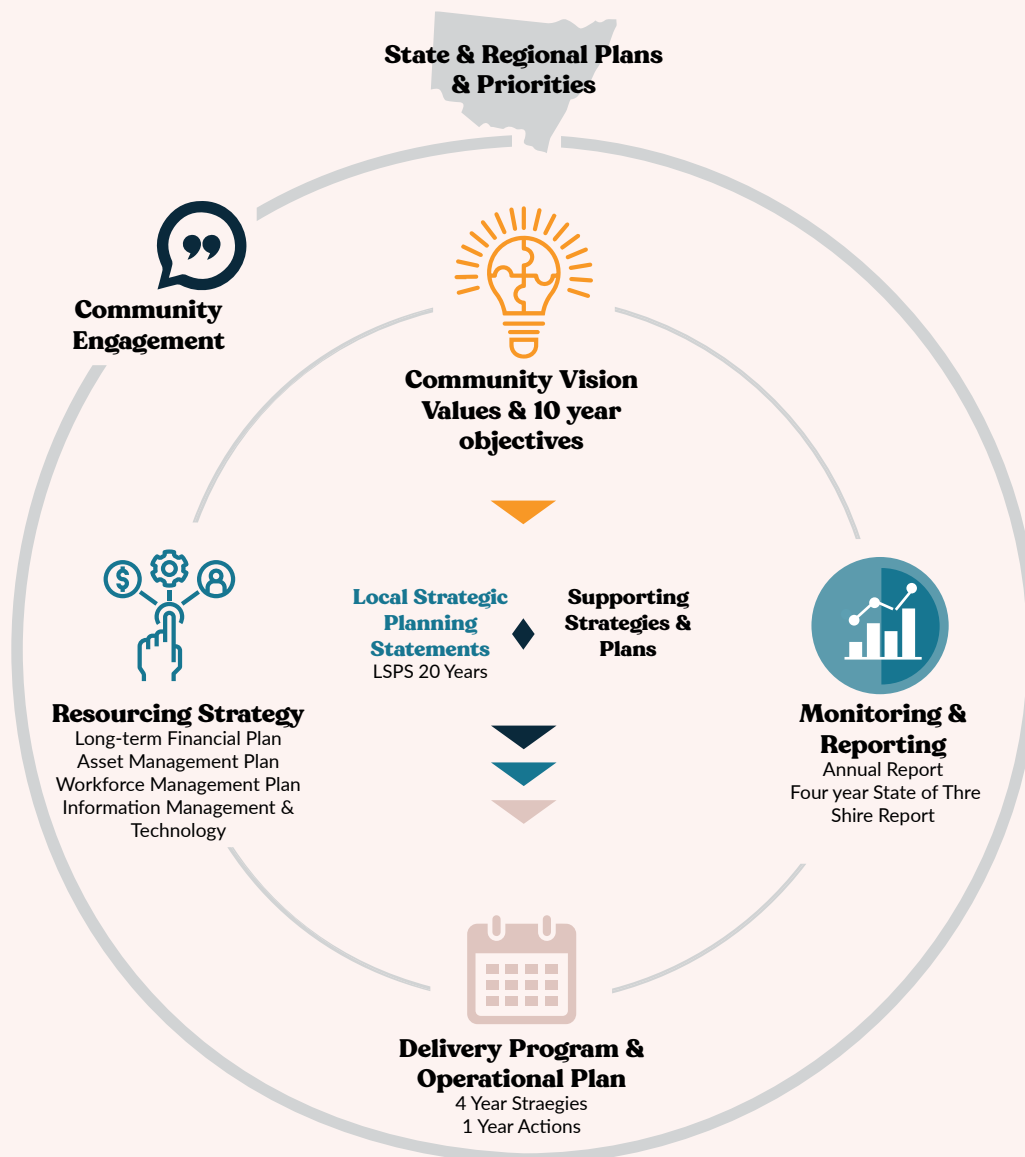 State & Regional Plans
& Priorities
Community
Engagement
Community Vision
Values & 10 year
objectives
Local Strategic
Planning
Statements
LSPS 20 Years
Supporting
Strategies &
Plans
Resourcing Strategy
Long-term Financial Plan
Asset Management Plan
Workforce Management Plan
Information Management &
Technology
Monitoring &
Reporting
Annual Report
Four year State of Thre
Shire Report
Delivery Program &
Operational Plan
4 Year Straegies
1 Year Actions